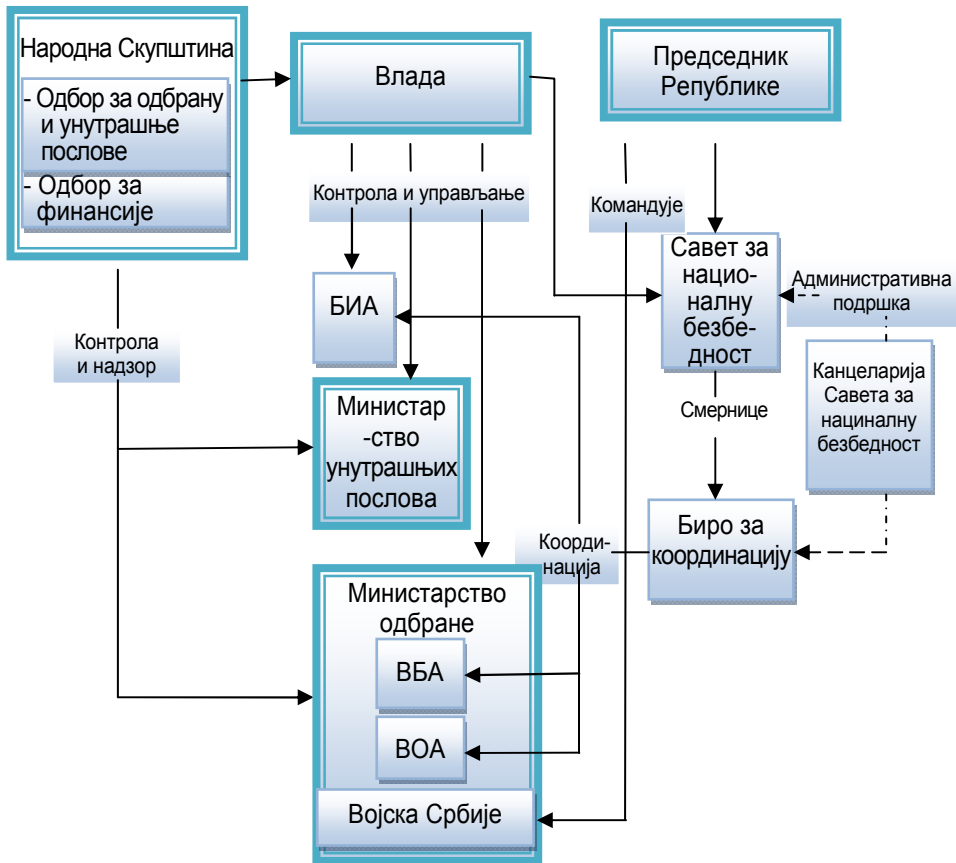 Народна Скупштина
- Одбор за одбрану
и унутрашње
послове
- Одбор за
финансије
Влада
Председник
Републике
Контрола и управљање
Командује
Савет за
нацио-
налну
безбе-
дност
Административна
подршка
БИА
Контрола
и надзор
Канцеларија
Савета за
нациналну
безбедност
Министар
-ство
унутрашњих
послова
Смернице
Биро за
координацију
Коорди-
нација
Министарство
одбране
ВБА
ВОА
Војска Србије